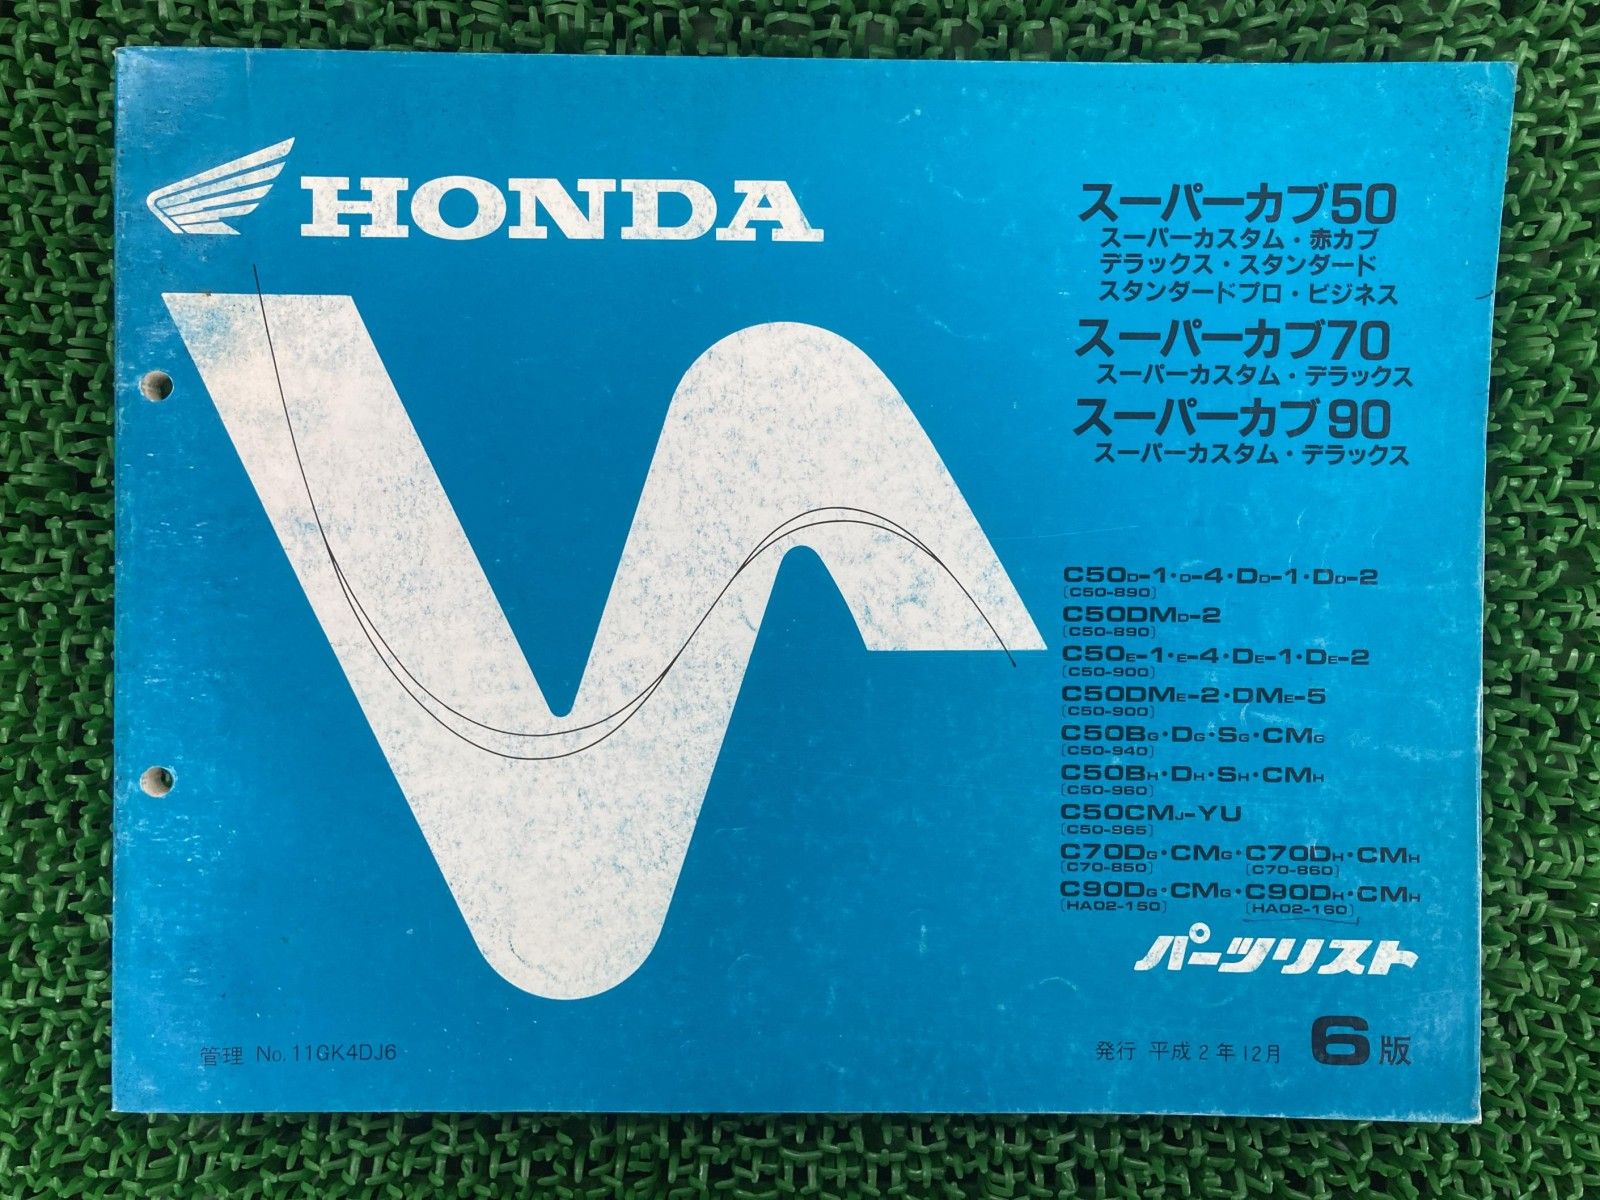 HONDA
スーパーカブ50
スーパーカスタム・赤カブ
デラックス・スタンダード
スタンダードプロ・ビジネス
スーパーカブ70
スーパーカスタム・デラックス
スーパーカブ90
スーパーカスタム・デラックス
C50D-1・D-4・DD-1・DD-2
[C50-890]
C50DMD-2
[C50-890]
C50E-1・E-4・DE-1・DE-2
[C50-900]
C50DME-2・DME-5
[C50-900]
C50BG・DG・SG・CMG
[C50-940]
C50BH・DH・SH・CMH
[C50-960]
C50CMJ-YU
[C50-965]
C70DG・CMG・C70DH・CMH
[C70-850] [C70-860]
C90DG・CMG・C90DH・CMH
[HA02-150] [HA02-160]
パーツリスト
管理 No.11GK4DJ6
発行 平成2年12月 6版